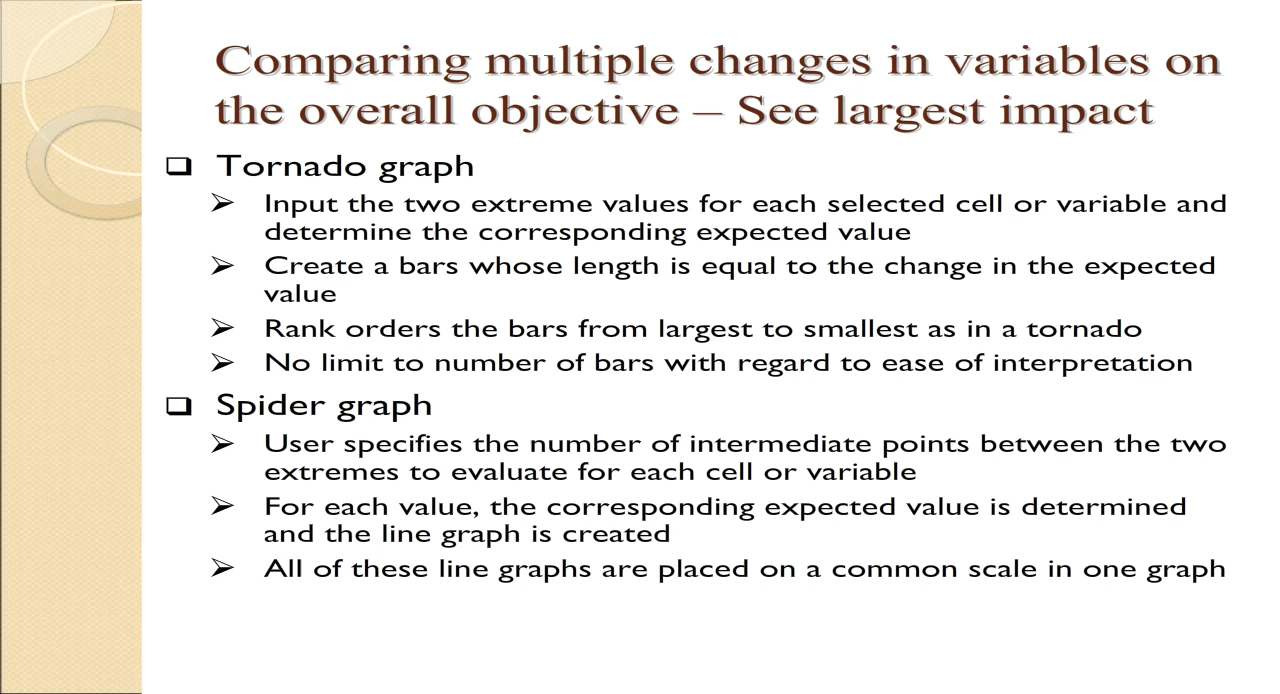 Comparing multiple changes in variables on
the overall objective – See largest impact
Tornado graph
Input the two extreme values for each selected cell or variable and
determine the corresponding expected value
Create a bars whose length is equal to the change in the expected
value
Rank orders the bars from largest to smallest as in a tornado
No limit to number of bars with regard to ease of interpretation
Spider graph
User specifies the number of intermediate points between the two
extremes to evaluate for each cell or variable
For each value, the corresponding expected value is determined
and the line graph is created
All of these line graphs are placed on a common scale in one graph